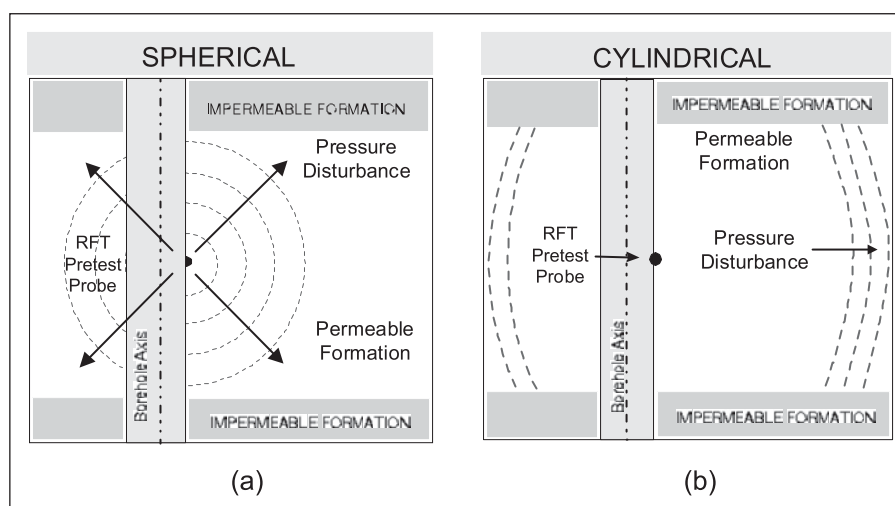 SPHERICAL
IMPERMEABLE FORMATION
Pressure
Disturbance
RFT
Pretest
Probe
Permeable
Formation
Borehole Axis
IMPERMEABLE FORMATION
(a)
CYLINDRICAL
IMPERMEABLE FORMATION
Permeable
Formation
RFT
Pretest
Probe
Pressure
Disturbance
Borehole Axis
IMPERMEABLE FORMATION
(b)